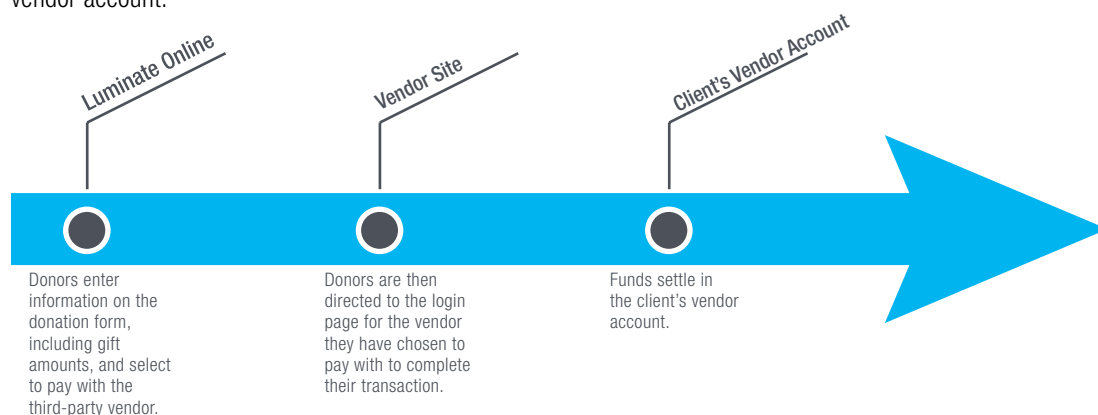 vendor account.
Luminate Online
Vendor Site
Client's Vendor Account
Donors enter
information on the
donation form,
including gift
amounts, and select
to pay with the
third-party vendor.
Donors are then
directed to the login
page for the vendor
they have chosen to
pay with to complete
their transaction.
Funds settle in
the client's vendor
account.